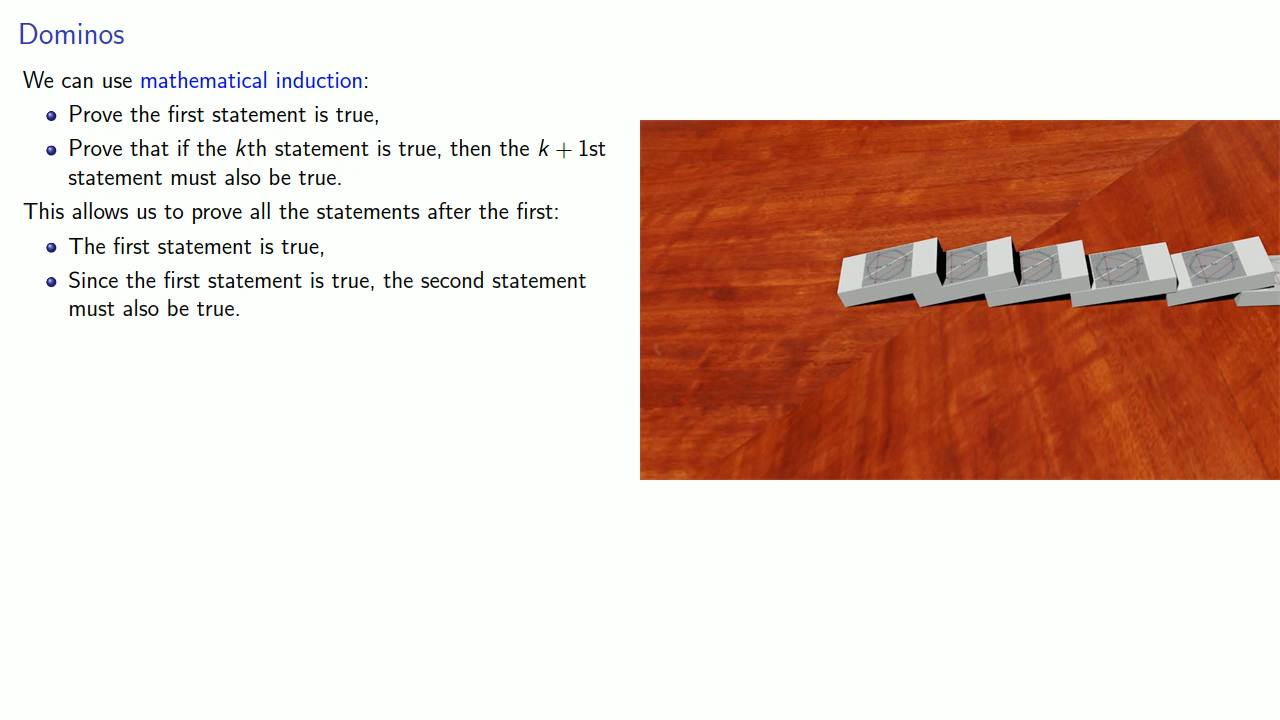 Dominos
We can use mathematical induction:
Prove the first statement is true,
Prove that if the kth statement is true, then the k + 1st
statement must also be true.
This allows us to prove all the statements after the first:
The first statement is true,
Since the first statement is true, the second statement
must also be true.